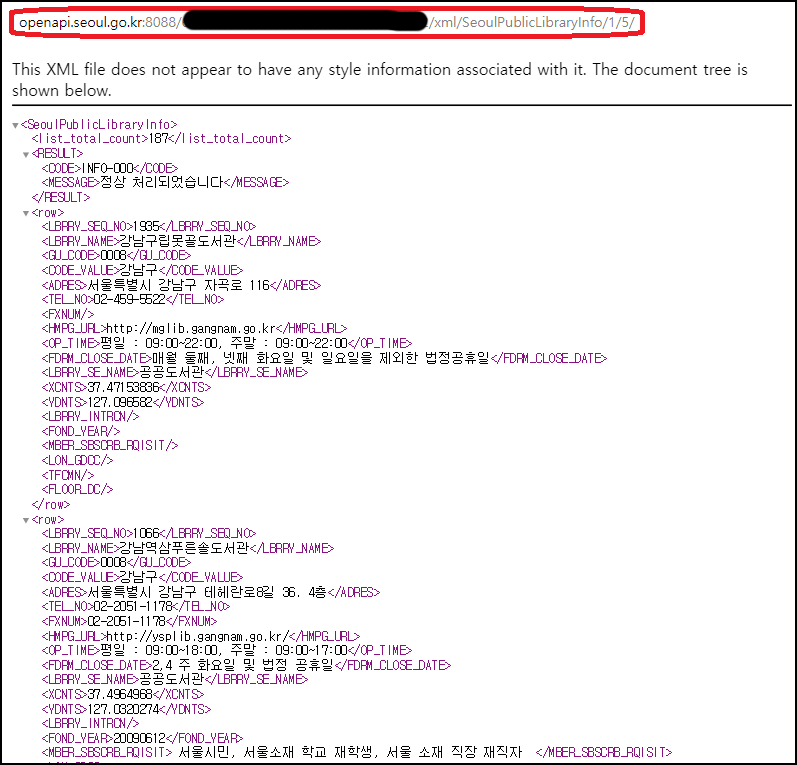 openapi.seoul.go.kr:8088/ /xml/SeoulPublicLibraryInfo/1/5/
This XML file does not appear to have any style information associated with it. The document tree is
shown below.
▼<SeoulPublicLibraryInfo>
<list_total_count>187</list_total_count>
▼<RESULT>
<CODE>INFO-000</CODE>
<MESSAGE>정상 처리되었습니다</MESSAGE>
</RESULT>
▼<row>
<LBRRY_SEQ_NO>1935</LBRRY_SEQ_NO>
<LBRRY_NAME>강남구립못골도서관</LBRRY_NAME>
<GU_CODE>0008</GU_CODE>
<CODE_VALUE>강남구</CODE_VALUE>
<ADRES>서울특별시 강남구 자곡로 116</ADRES>
<TEL_NO>02-459-5522</TEL_NO>
<FXNUM/>
<HMPG_URL>http://mglib.gangnam.go.kr</HMPG_URL>
<OP_TIME>평일 : 09:00~22:00, 주말 : 09:00~22:00</OP_TIME>
<FDRM_CLOSE_DATE>매월 둘째, 넷째 화요일 및 일요일을 제외한 법정공휴일</FDRM_CLOSE_DATE>
<LBRRY_SE_NAME>공공도서관</LBRRY_SE_NAME>
<XCNTS>37.47153836</XCNTS>
<YDNTS>127.096582</YDNTS>
<LBRRY_INTRCN/>
<FOND_YEAR/>
<MBER_SBSCRB_RQISIT/>
<LON_GDCC/>
<TFCMN/>
<FLOOR_DC/>
</row>
▼<row>
<LBRRY_SEQ_NO>1066</LBRRY_SEQ_NO>
<LBRRY_NAME>강남역삼푸른솔도서관</LBRRY_NAME>
<GU_CODE>0008</GU_CODE>
<CODE_VALUE>강남구</CODE_VALUE>
<ADRES>서울특별시 강남구 테헤란로8길 36. 4층</ADRES>
<TEL_NO>02-2051-1178</TEL_NO>
<FXNUM>02-2051-1178</FXNUM>
<HMPG_URL>http://ysplib.gangnam.go.kr/</HMPG_URL>
<OP_TIME>평일 : 09:00~18:00, 주말 : 09:00~17:00</OP_TIME>
<FDRM_CLOSE_DATE>2,4 주 화요일 및 법정 공휴일</FDRM_CLOSE_DATE>
<LBRRY_SE_NAME>공공도서관</LBRRY_SE_NAME>
<XCNTS>37.4964968</XCNTS>
<YDNTS>127.0320274</YDNTS>
<LBRRY_INTRCN/>
<FOND_YEAR>20090612</FOND_YEAR>
<MBER_SBSCRB_RQISIT> 서울시민, 서울소재 학교 재학생, 서울 소재 직장 재직자 </MBER_SBSCRB_RQISIT>